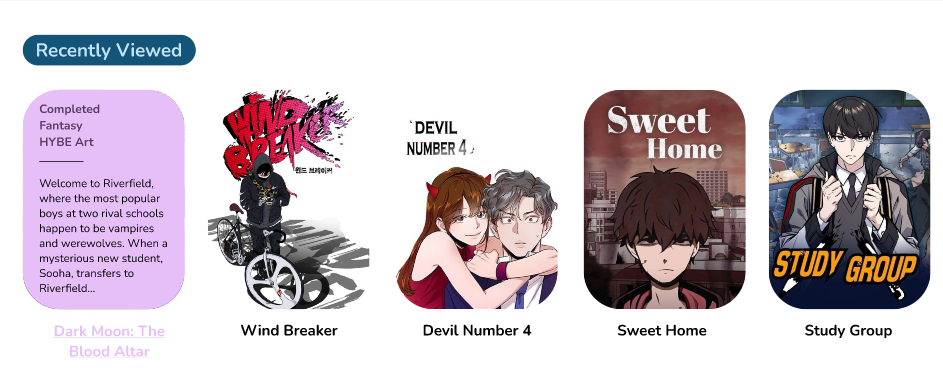 Recently Viewed
Completed
Fantasy
HYBE Art
Welcome to Riverfield,
where the most popular
boys at two rival schools
happen to be vampires
and werewolves. When a
mysterious new student,
Sooha, transfers to
Riverfield...
Dark Moon: The
Blood Altar
WIND
BREAKER
윈드 브레이커
Wind Breaker
DEVIL
NUMBER 4
Devil Number 4
Sweet
Home
Sweet Home
STUDY GROUP
Study Group